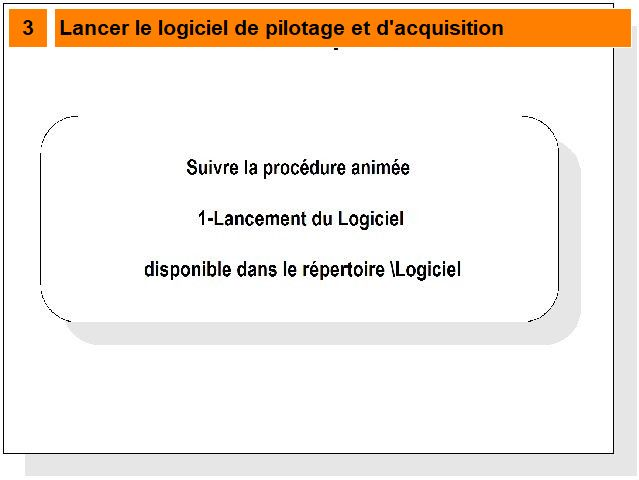 3 Lancer le logiciel de pilotage et d'acquisition
Suivre la procédure animée
1-Lancement du Logiciel
disponible dans le répertoire \Logiciel